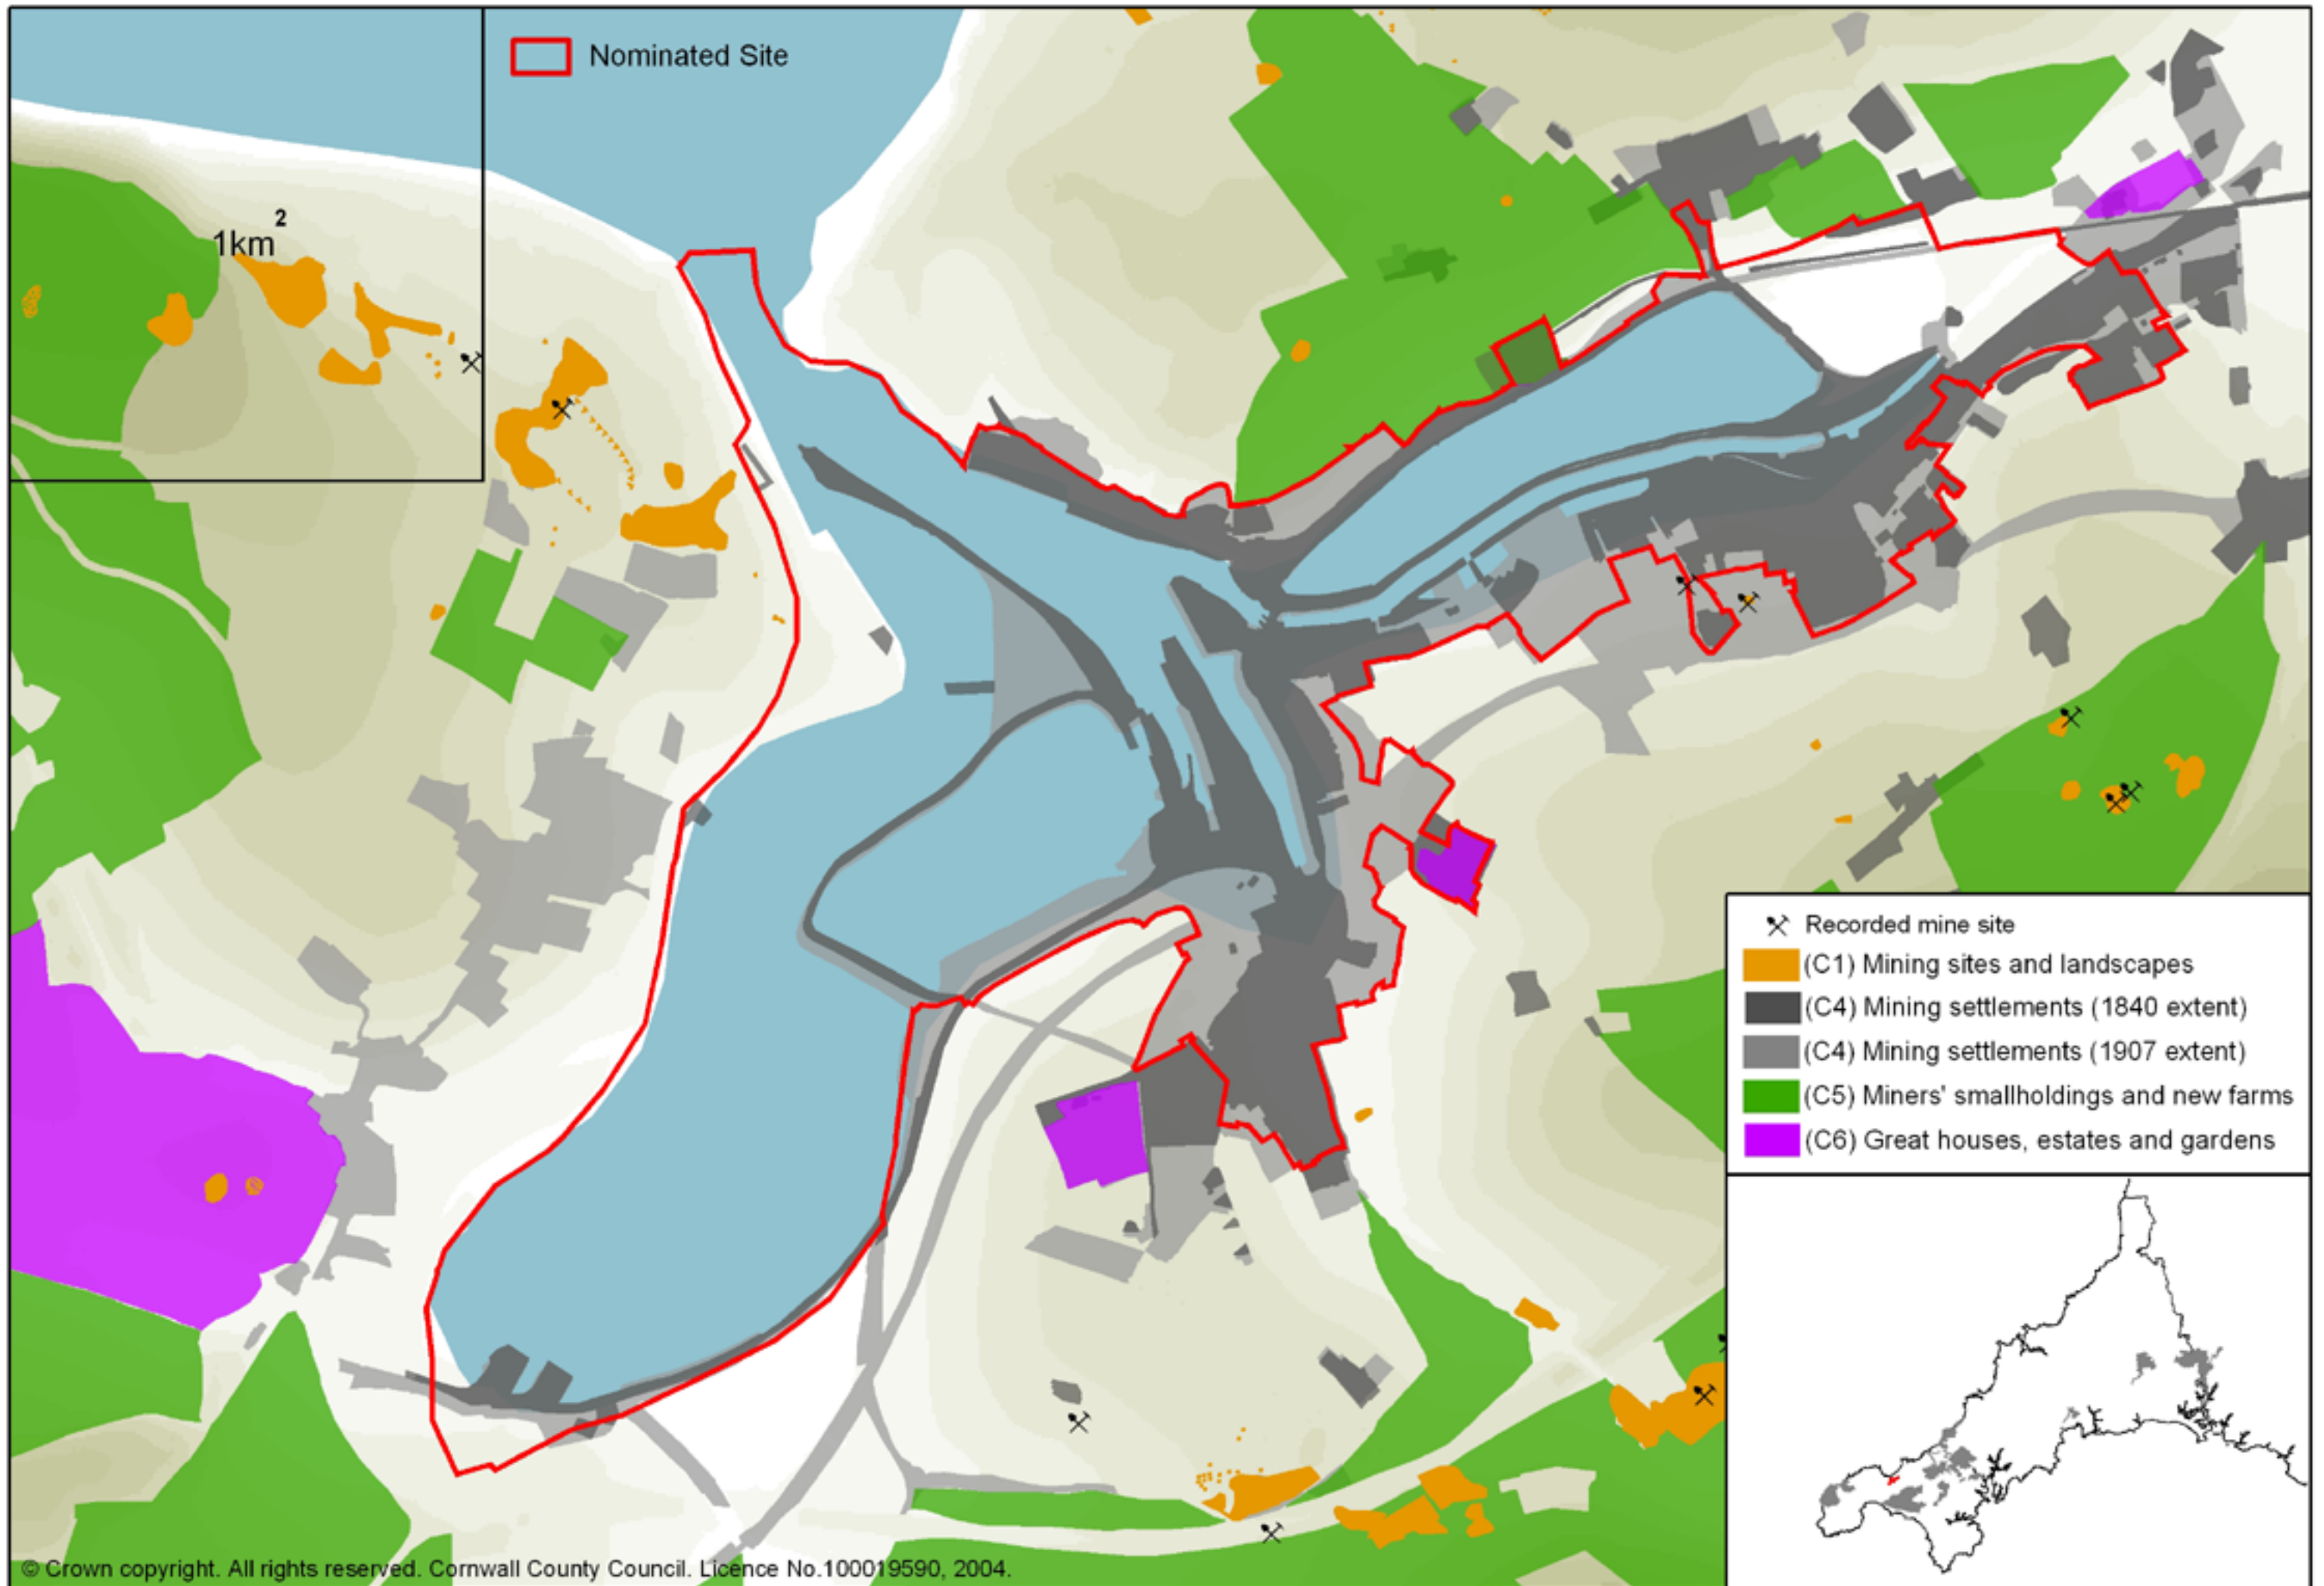 Nominated Site
1km²
Recorded mine site
(C1) Mining sites and landscapes
(C4) Mining settlements (1840 extent)
(C4) Mining settlements (1907 extent)
(C5) Miners' smallholdings and new farms
(C6) Great houses, estates and gardens
© Crown copyright. All rights reserved. Cornwall County Council. Licence No.100019590, 2004.